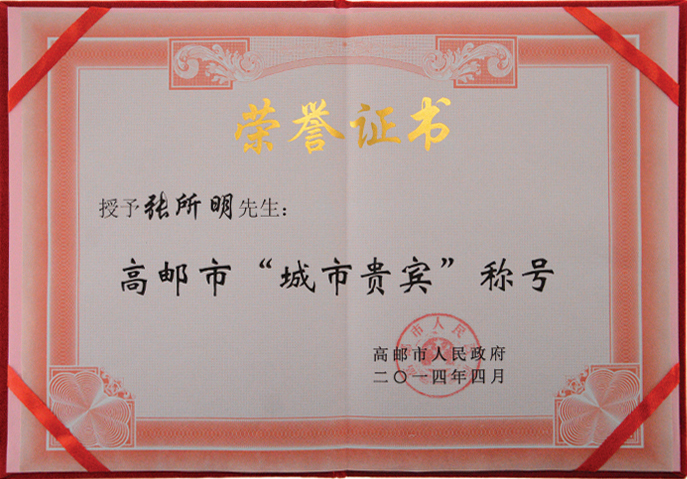 荣誉证书
授予张所明先生：
高邮市“城市贵宾”称号
高邮市人民政府
二〇一四年四月